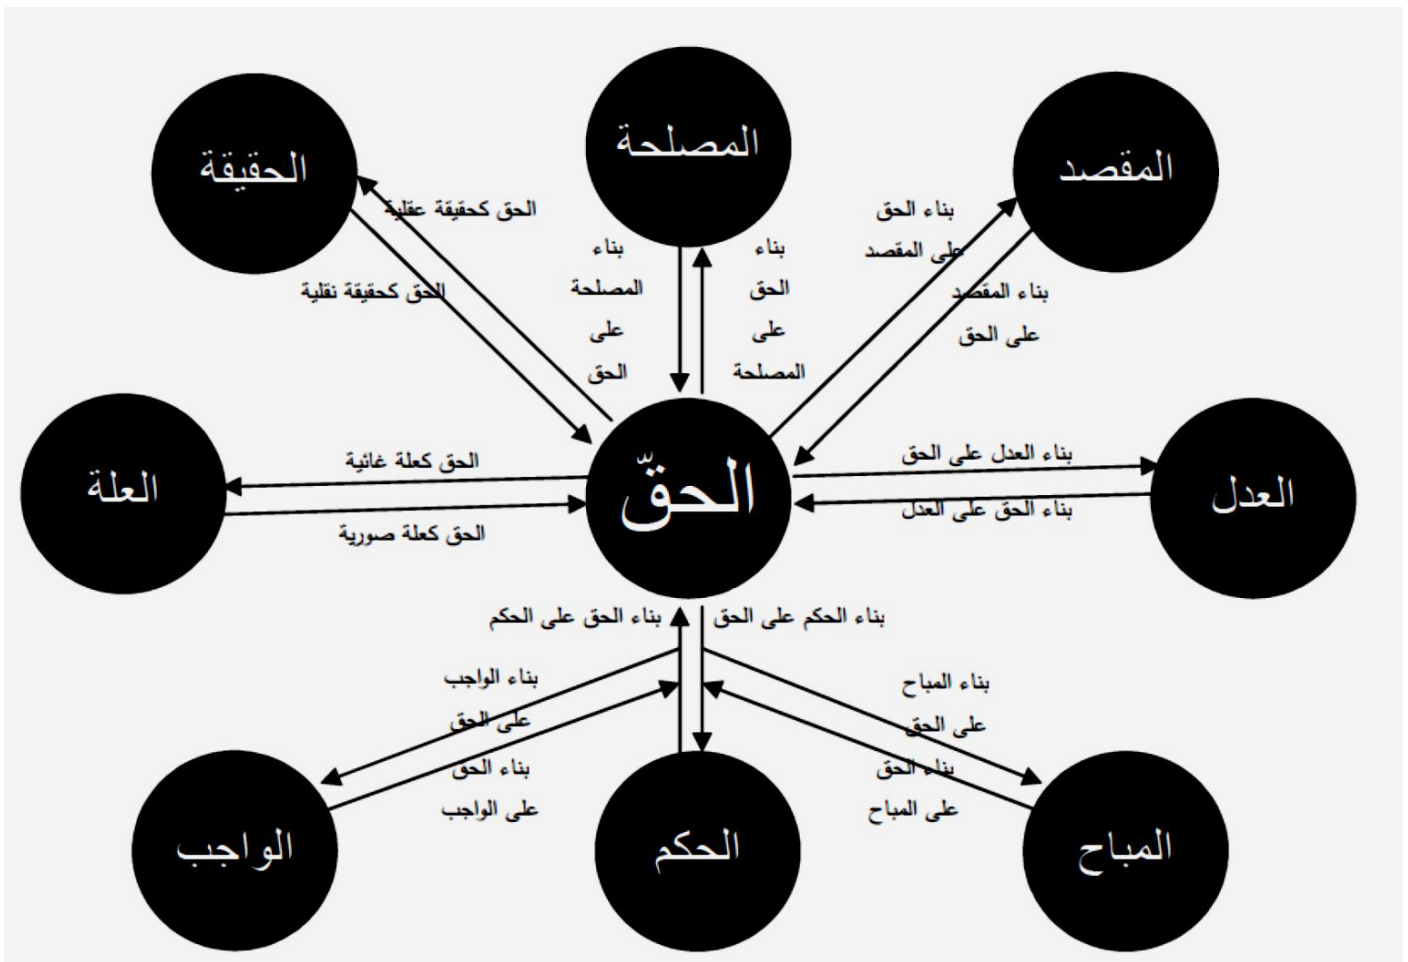 المصلحة
المقصد
الحقيقة
بناء الحق
على المقصد
بناء
الحق
على
المصلحة
بناء
المصلحة
على
الحق
الحق كحقيقة عقلية
بناء المقصد
على الحق
الحق كحقيقة نقلية
بناء العدل على الحق
الحق كعلة غائية
العدل
الحقّ
العلة
بناء الحق على العدل
الحق كعلة صورية
بناء الحكم على الحق
بناء الحق على الحكم
بناء المباح
على الحق
بناء الواجب
على الحق
بناء الحق
على المباح
بناء الحق
على الواجب
المباح
الحكم
الواجب